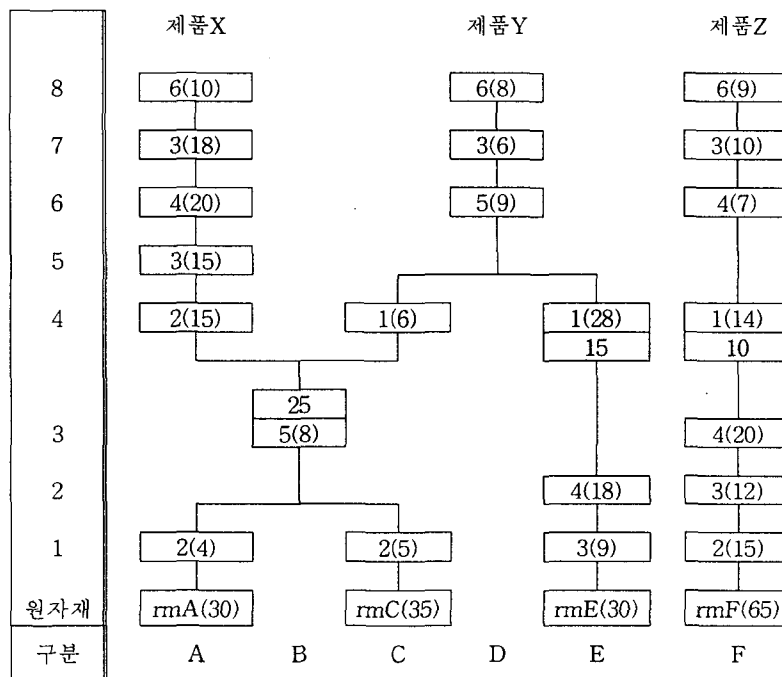 제품X 제품Y 제품Z
8 6(10) 6(8) 6(9)
7 3(18) 3(6) 3(10)
6 4(20) 5(9) 4(7)
5 3(15)
4 2(15) 1(6) 1(28) 1(14)
15 10
25
3 5(8) 4(20)
2 4(18) 3(12)
1 2(4) 2(5) 3(9) 2(15)
원자재 rmA(30) rmC(35) rmE(30) rmF(65)
구분 A B C D E F